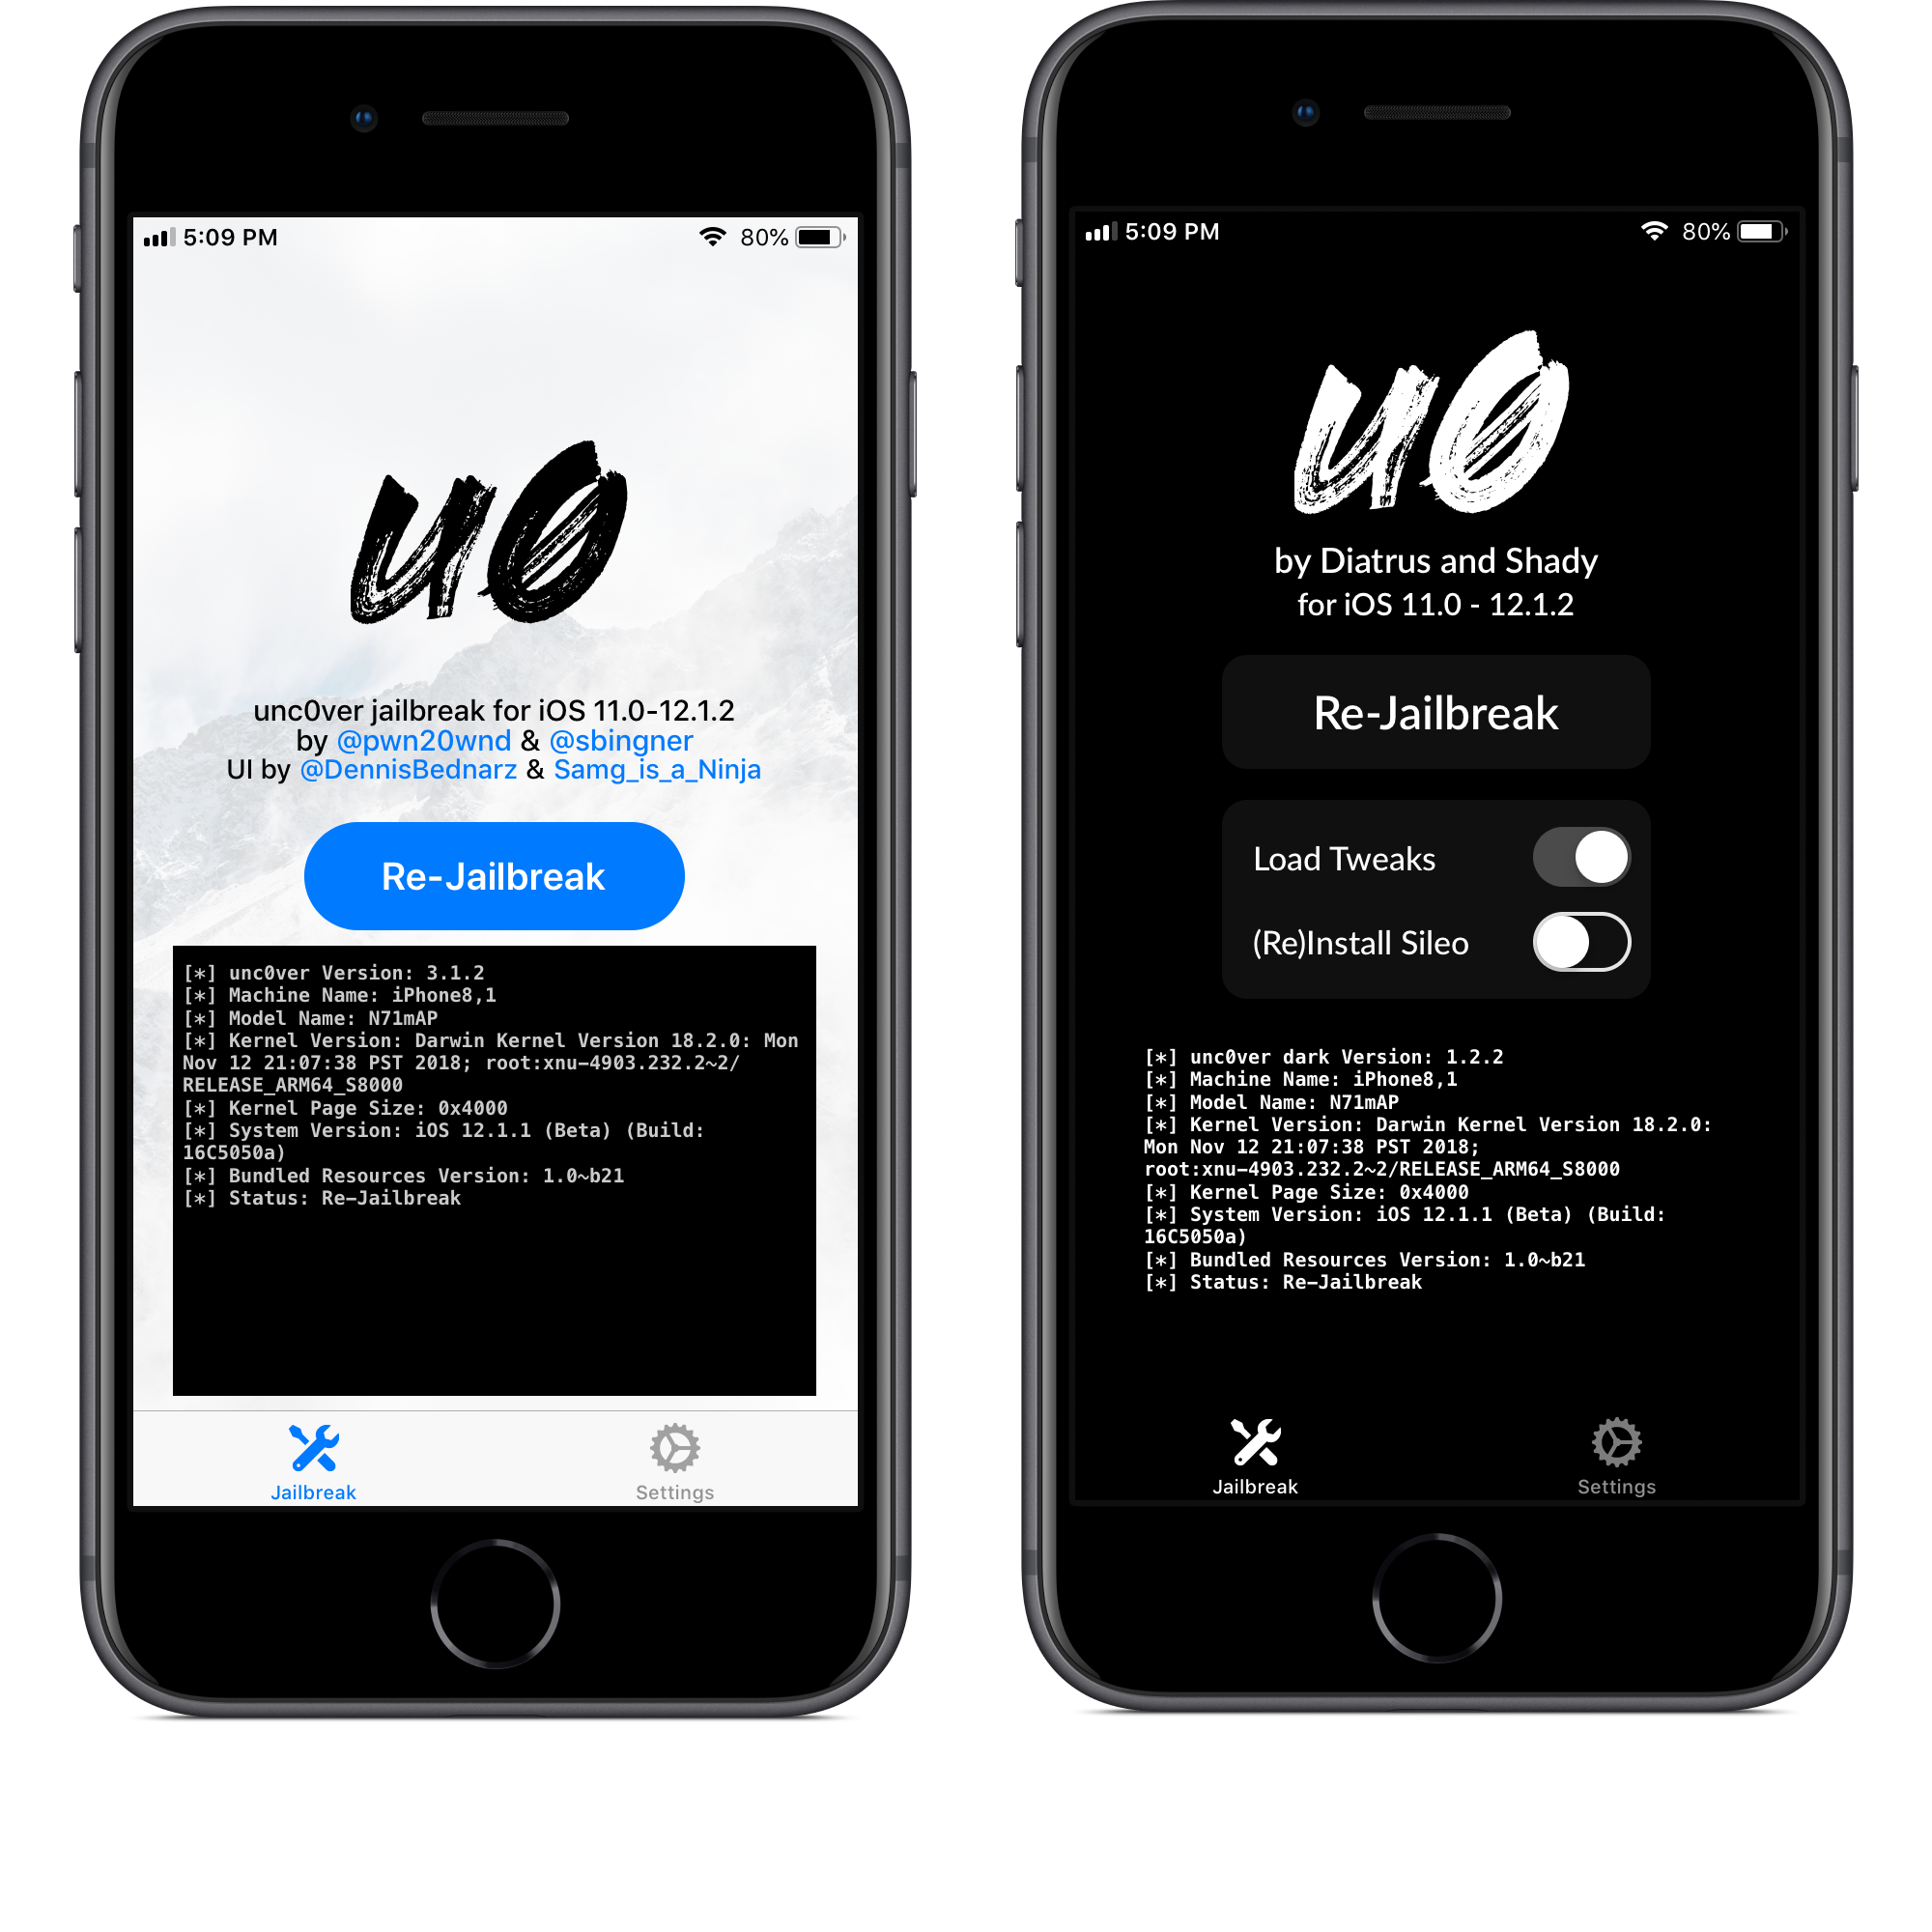 5:09 PM
80%
u0
unc0ver jailbreak for iOS 11.0-12.1.2
by @pwn20wnd & @sbingner
UI by @DennisBednarz & Samg_is_a_Ninja
Re-Jailbreak
[*] unc0ver Version: 3.1.2
[*] Machine Name: iPhone8,1
[*] Model Name: N71mAP
[*] Kernel Version: Darwin Kernel Version 18.2.0: Mon
Nov 12 21:07:38 PST 2018; root:xnu-4903.232.2~2/
RELEASE_ARM64_S8000
[*] Kernel Page Size: 0x4000
[*] System Version: iOS 12.1.1 (Beta) (Build:
16C5050a)
[*] Bundled Resources Version: 1.0~b21
[*] Status: Re-Jailbreak
Jailbreak
Settings
5:09 PM
80%
u0
by Diatrus and Shady
for iOS 11.0 - 12.1.2
Re-Jailbreak
Load Tweaks
(Re)Install Sileo
[*] unc0ver dark Version: 1.2.2
[*] Machine Name: iPhone8,1
[*] Model Name: N71mAP
[*] Kernel Version: Darwin Kernel Version 18.2.0:
Mon Nov 12 21:07:38 PST 2018;
root:xnu-4903.232.2~2/RELEASE_ARM64_S8000
[*] Kernel Page Size: 0x4000
[*] System Version: iOS 12.1.1 (Beta) (Build:
16C5050a)
[*] Bundled Resources Version: 1.0~b21
[*] Status: Re-Jailbreak
Jailbreak
Settings